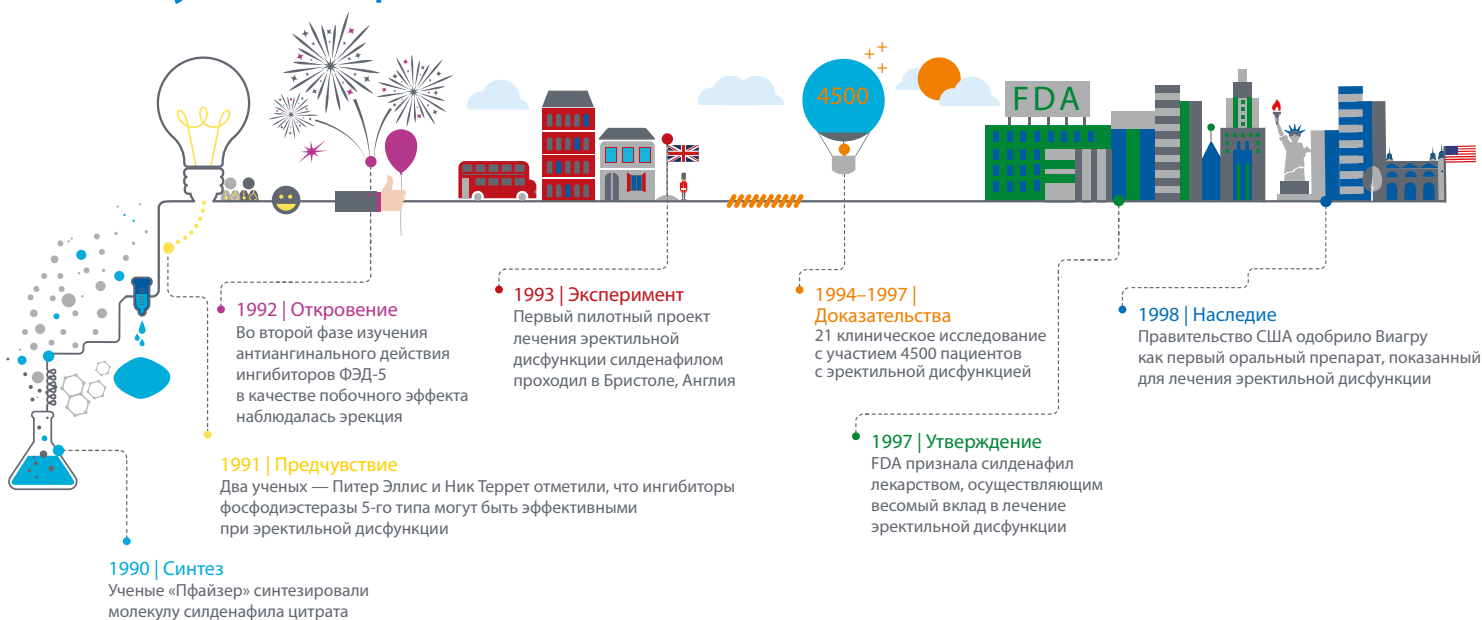 4500
FDA
1992 | Откровение
Во второй фазе изучения
антиангинального действия
ингибиторов ФЭД-5
в качестве побочного эффекта
наблюдалась эрекция
1993 | Эксперимент
Первый пилотный проект
лечения эректильной
дисфункции силденафилом
проходил в Бристоле, Англия
1994–1997 |
Доказательства
21 клиническое исследование
с участием 4500 пациентов
с эректильной дисфункцией
1998 | Наследие
Правительство США одобрило Виагру
как первый оральный препарат, показанный
для лечения эректильной дисфункции
1997 | Утверждение
FDA признала силденафил
лекарством, осуществляющим
весомый вклад в лечение
эректильной дисфункции
1991 | Предчувствие
Два ученых — Питер Эллис и Ник Террет отметили, что ингибиторы
фосфодиэстеразы 5-го типа могут быть эффективными
при эректильной дисфункции
1990 | Синтез
Ученые «Пфайзер» синтезировали
молекулу силденафила цитрата